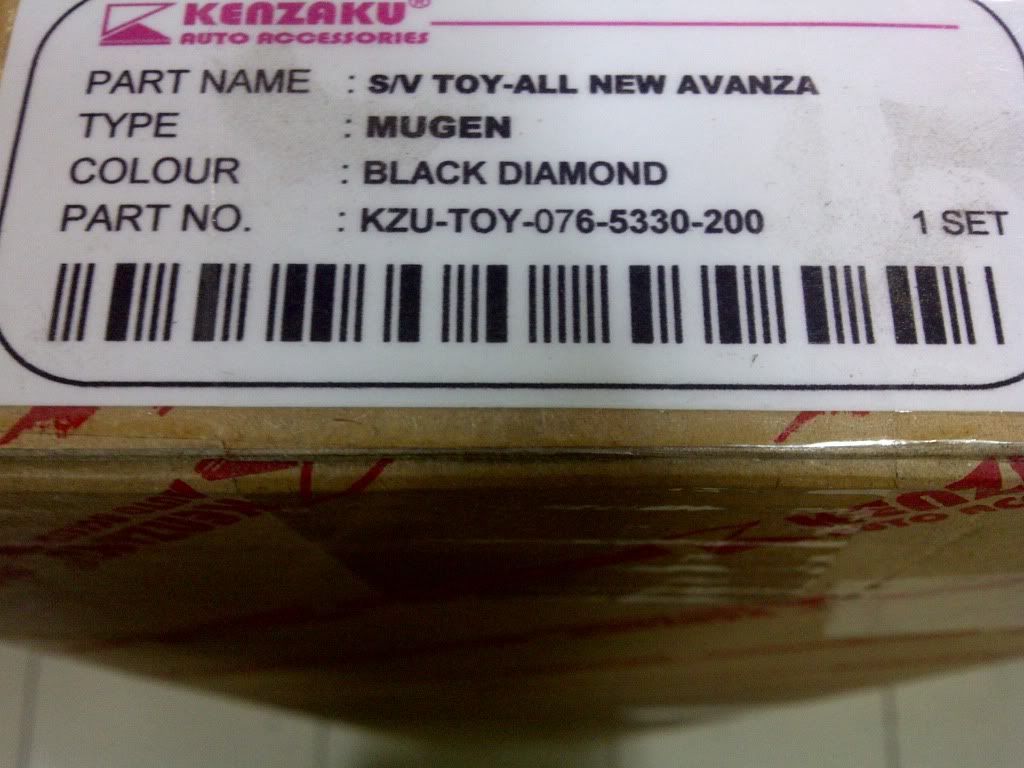 KENZAKU®
AUTO ACCESSORIES
PART NAME : S/V TOY-ALL NEW AVANZA
TYPE : MUGEN
COLOUR : BLACK DIAMOND
PART NO. : KZU-TOY-076-5330-200 1 SET